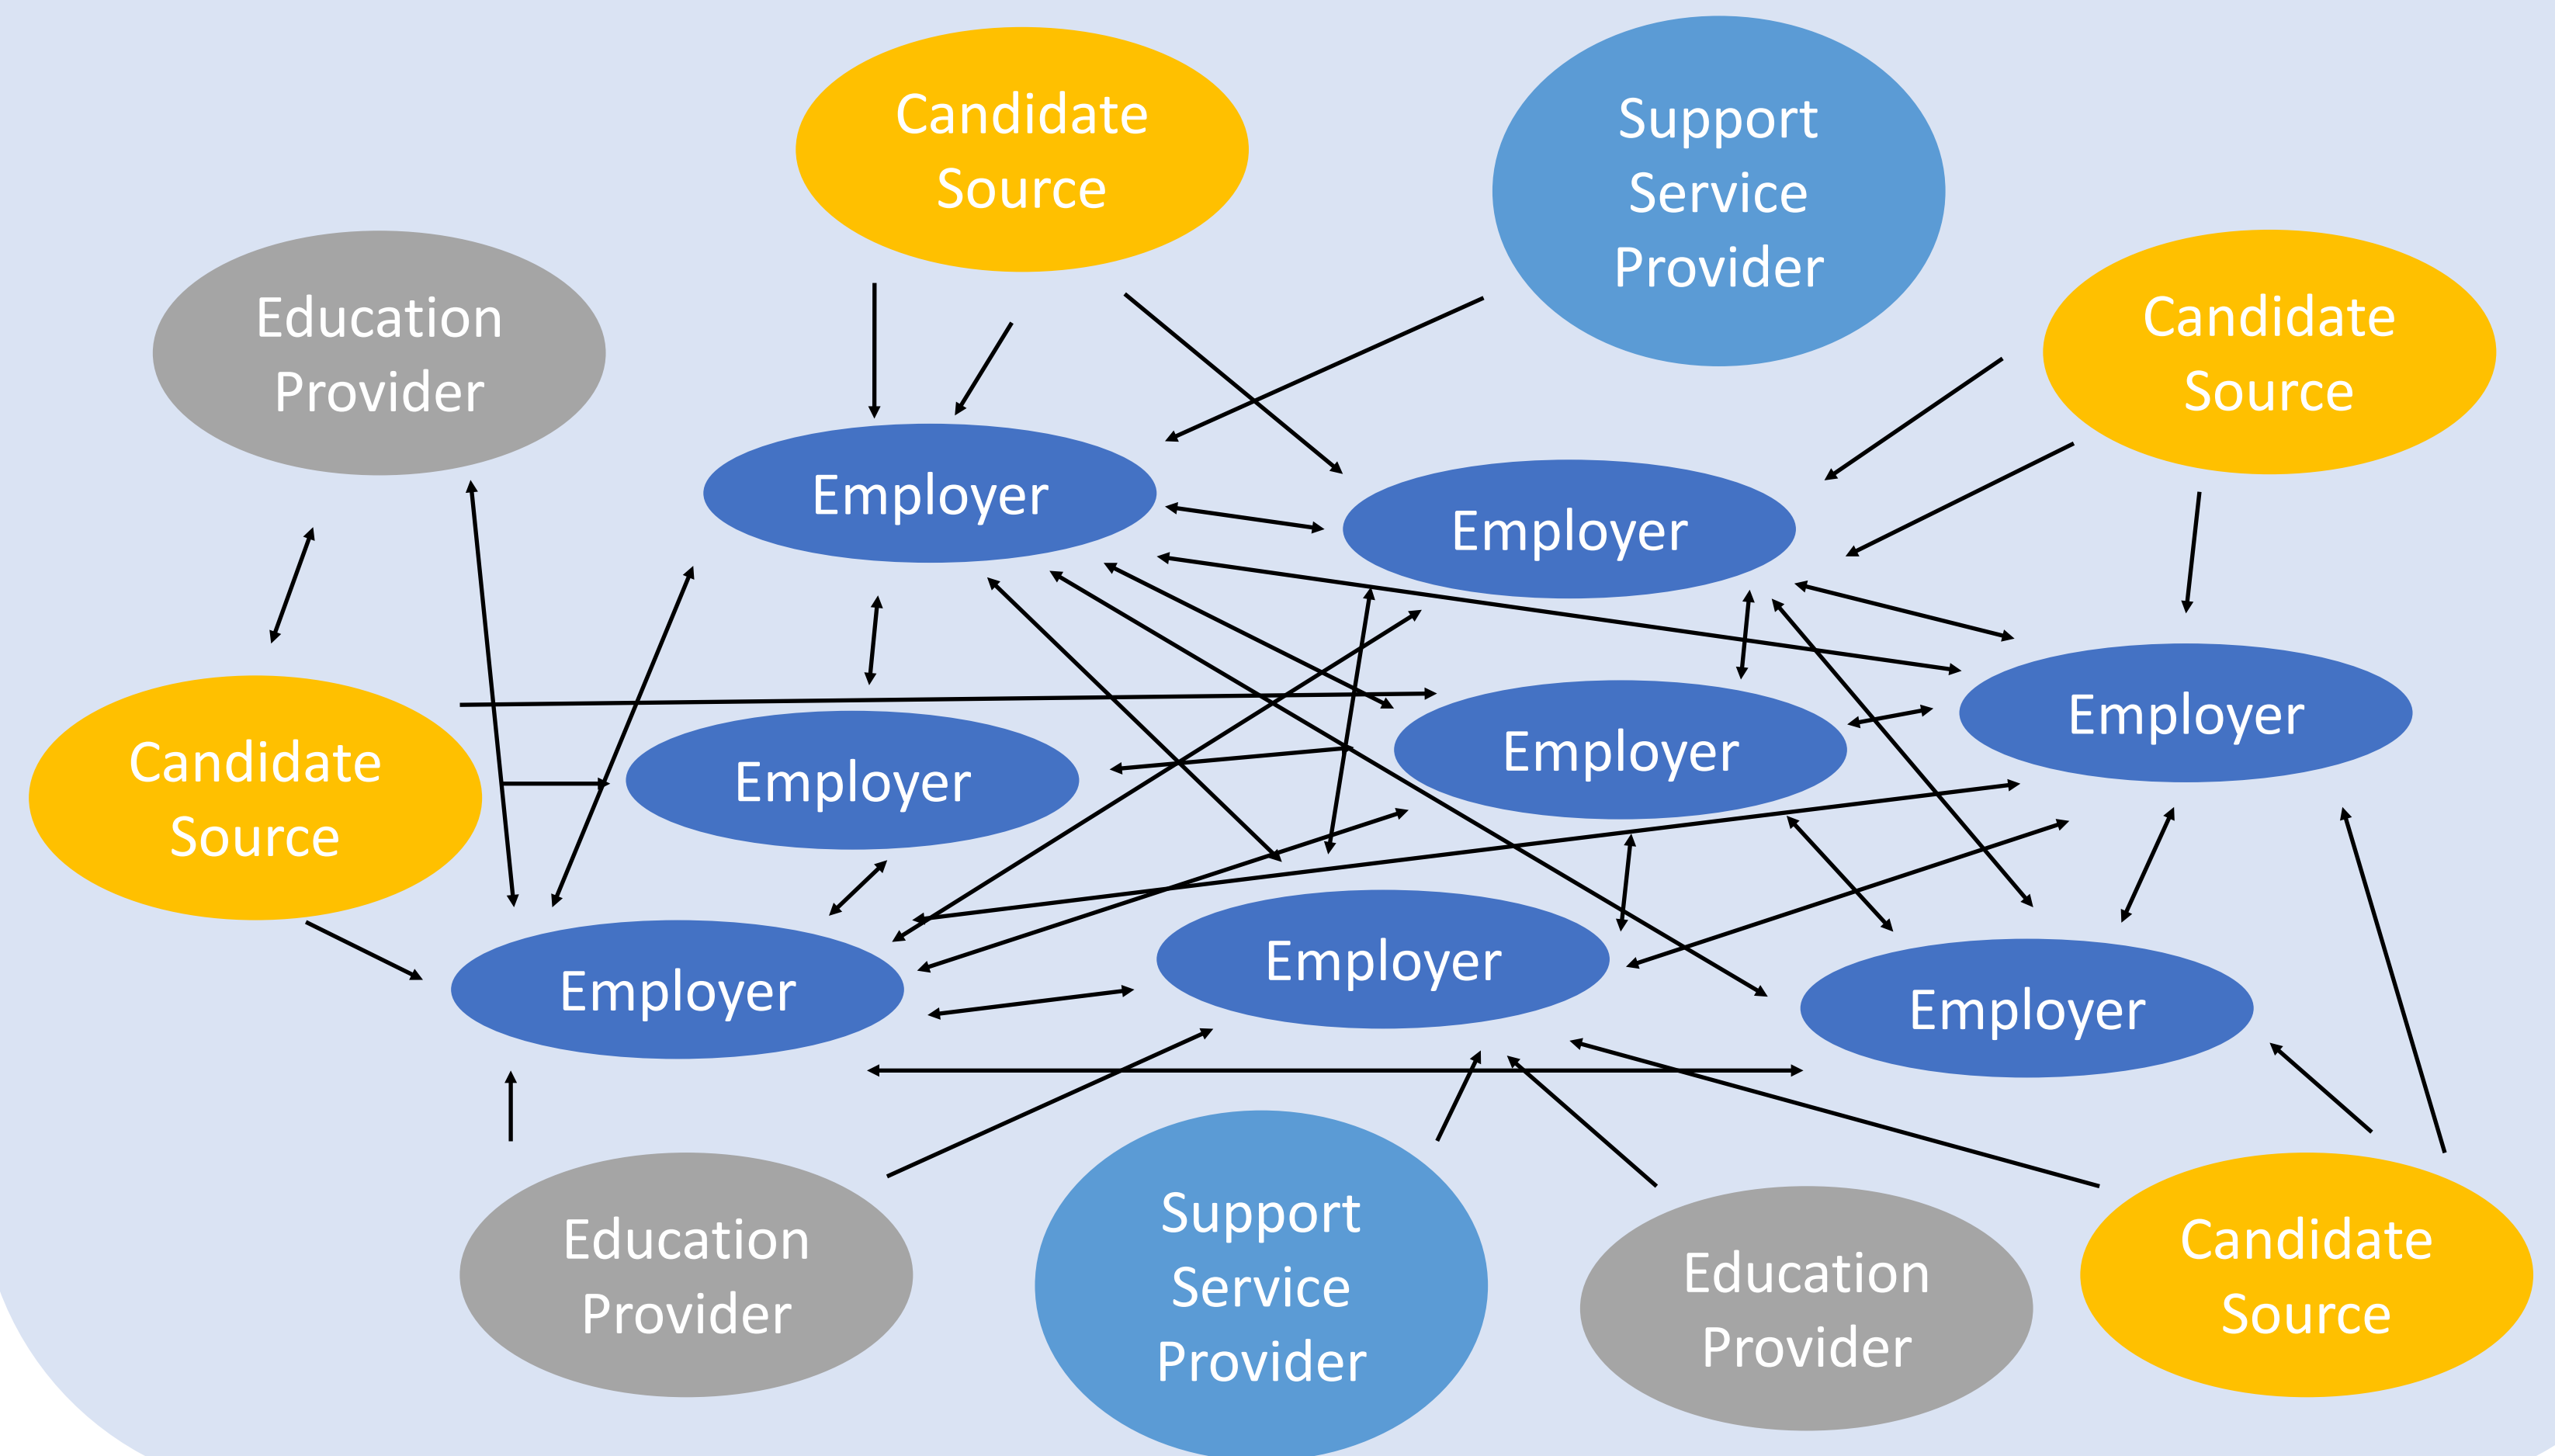 Candidate
Source
Support
Service
Provider
Education
Provider
Candidate
Source
Employer
Employer
Employer
Candidate
Source
Employer
Employer
Employer
Employer
Employer
Education
Provider
Support
Service
Provider
Education
Provider
Candidate
Source